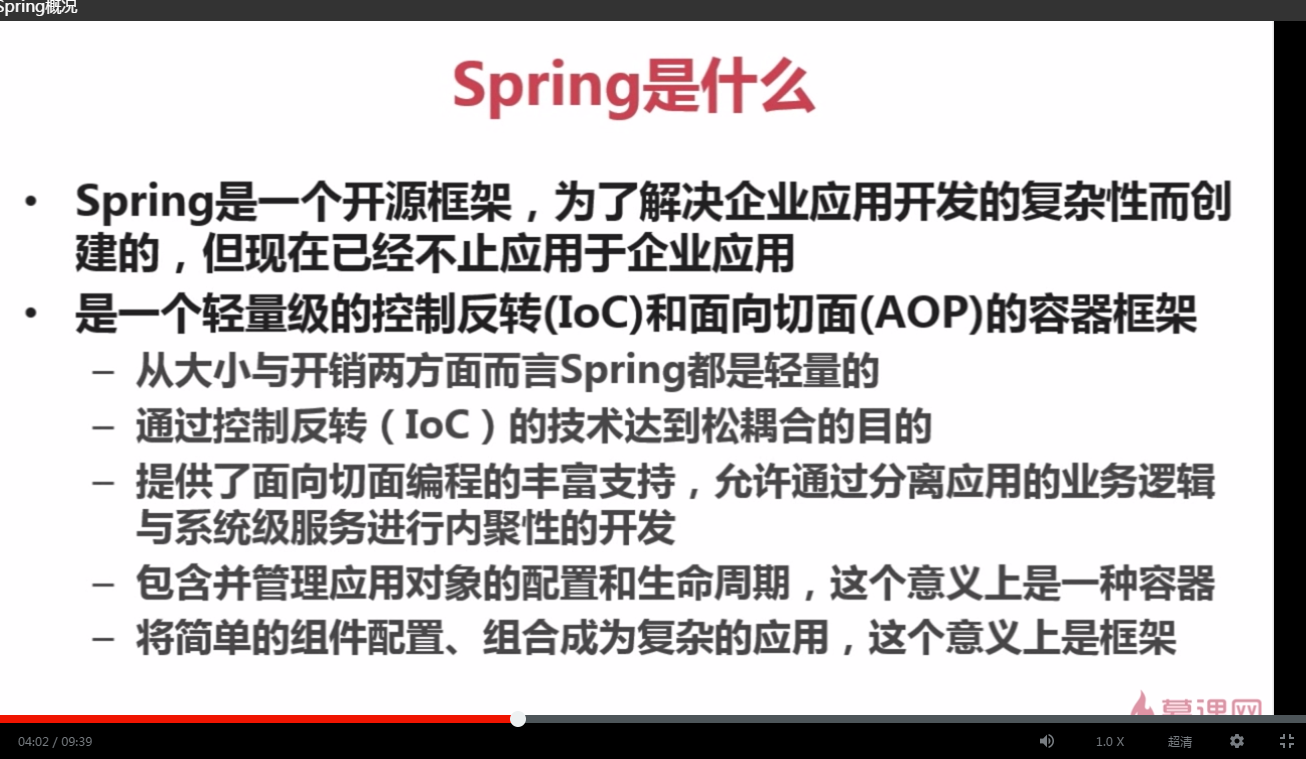 Spring概况
Spring是什么
• Spring是一个开源框架，为了解决企业应用开发的复杂性而创
建的，但现在已经不止应用于企业应用
• 是一个轻量级的控制反转(IoC)和面向切面(AOP)的容器框架
– 从大小与开销两方面而言Spring都是轻量的
– 通过控制反转（IoC）的技术达到松耦合的目的
– 提供了面向切面编程的丰富支持，允许通过分离应用的业务逻辑
与系统级服务进行内聚性的开发
– 包含并管理应用对象的配置和生命周期，这个意义上是一种容器
– 将简单的组件配置、组合成为复杂的应用，这个意义上是框架
慕课网
04:02 / 09:39
1.0 X
超清